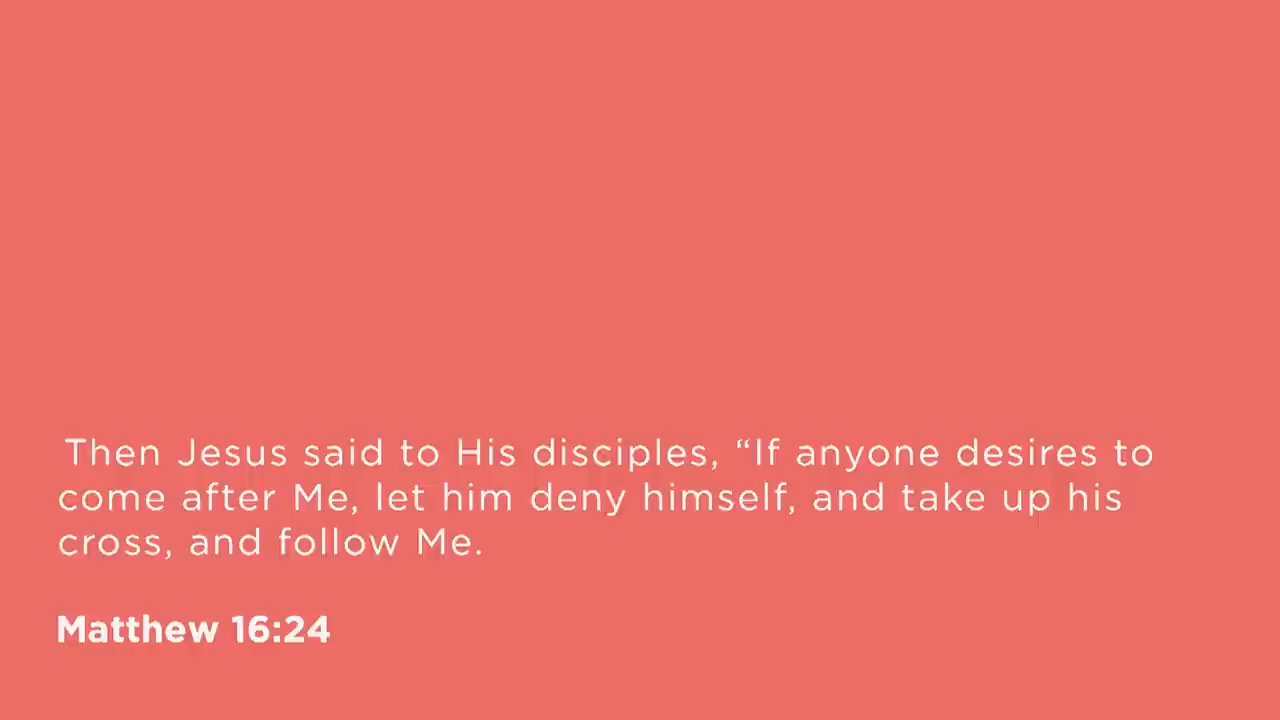 Then Jesus said to His disciples, “If anyone desires to
come after Me, let him deny himself, and take up his
cross, and follow Me.
Matthew 16:24